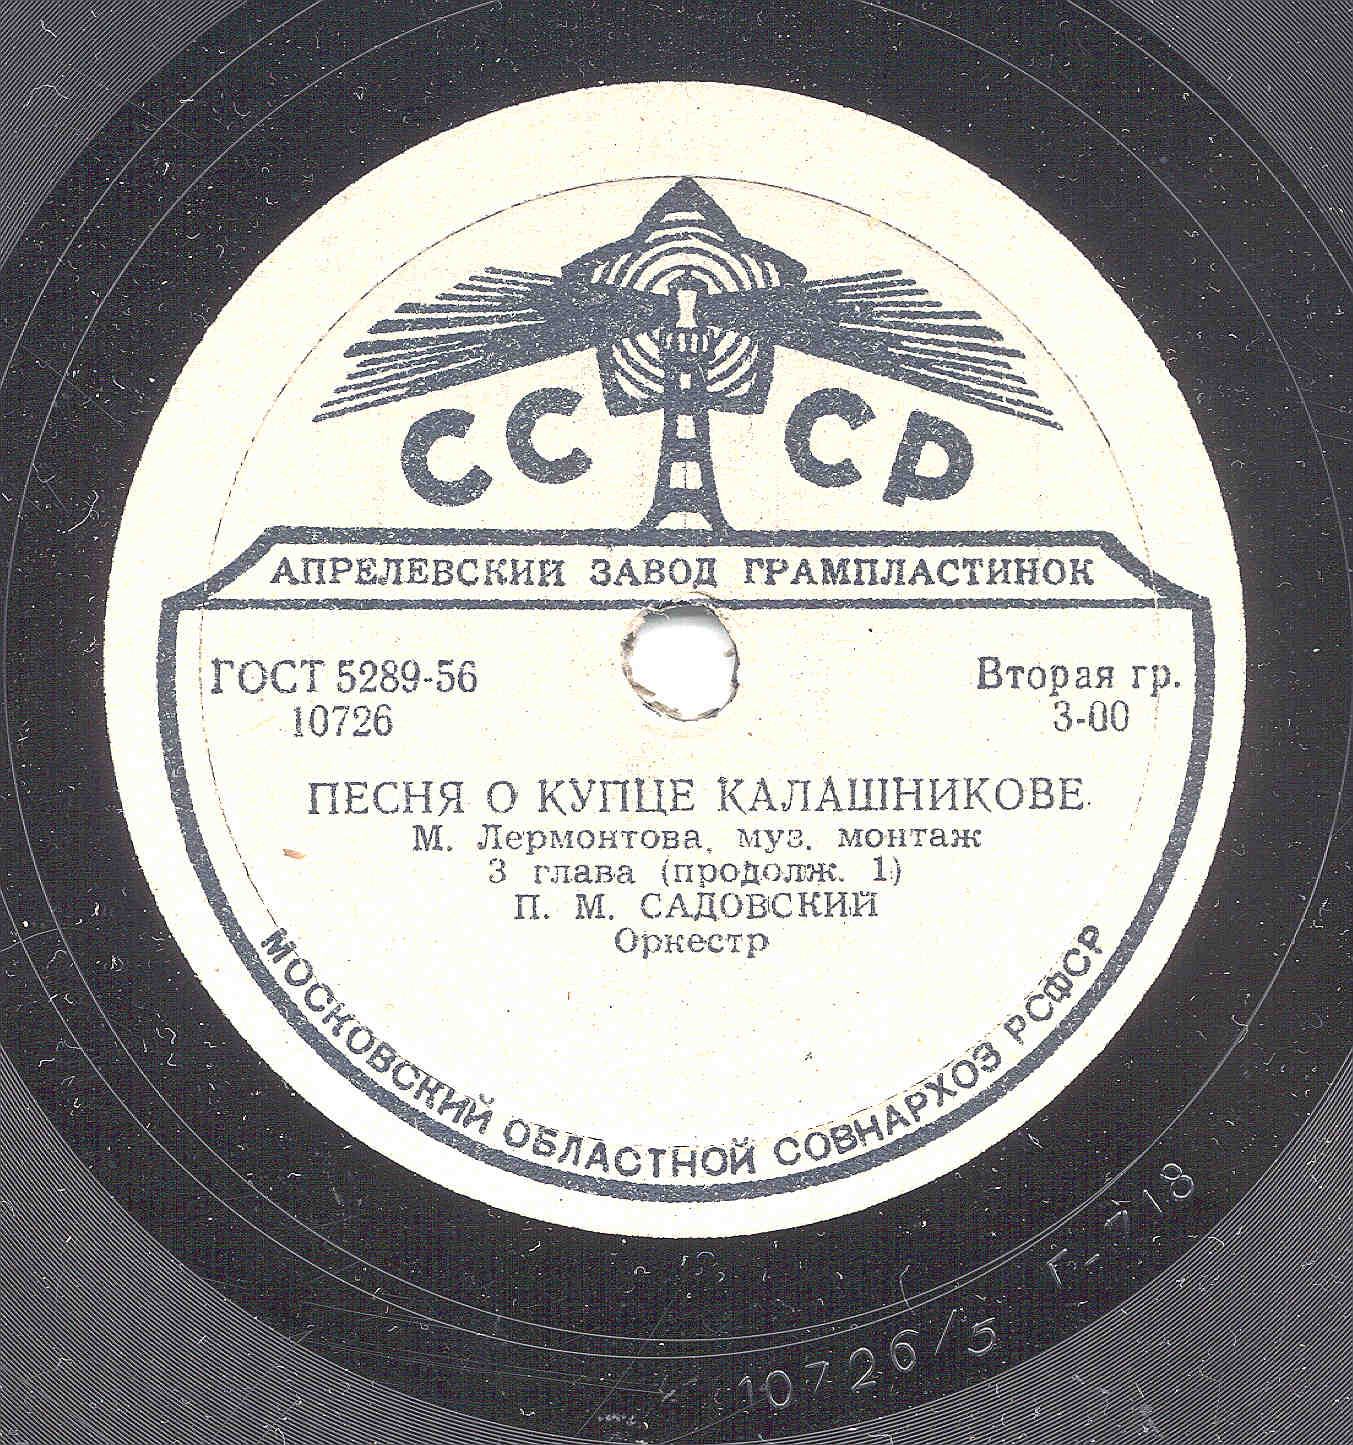 СССР
АПРЕЛЕВСКИЙ ЗАВОД ГРАМПЛАСТИНОК
ГОСТ 5289-56
10726
Вторая гр.
3-00
ПЕСНЯ О КУПЦЕ КАЛАШНИКОВЕ
М. Лермонтова, муз. монтаж
3 глава (продолж. 1)
П. М. САДОВСКИЙ
Оркестр
МОСКОВСКИЙ ОБЛАСТНОЙ СОВНАРХОЗ РСФСР
10726/5